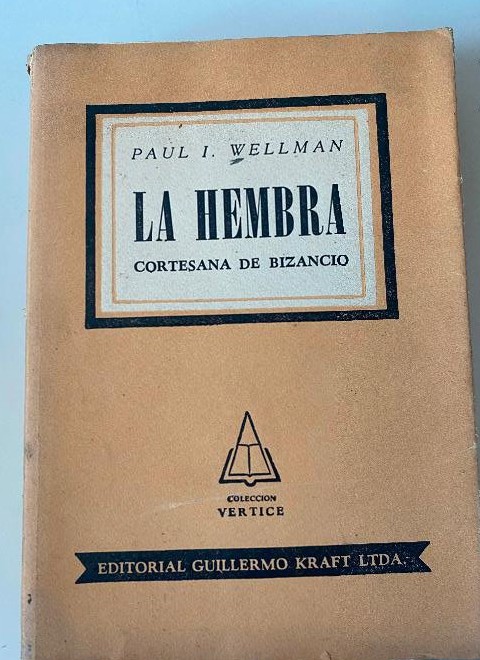 PAUL I. WELLMAN
LA HEMBRA
CORTESANA DE BIZANCIO
COLECCION
VERTICE
EDITORIAL GUILLERMO KRAFT LTDA.